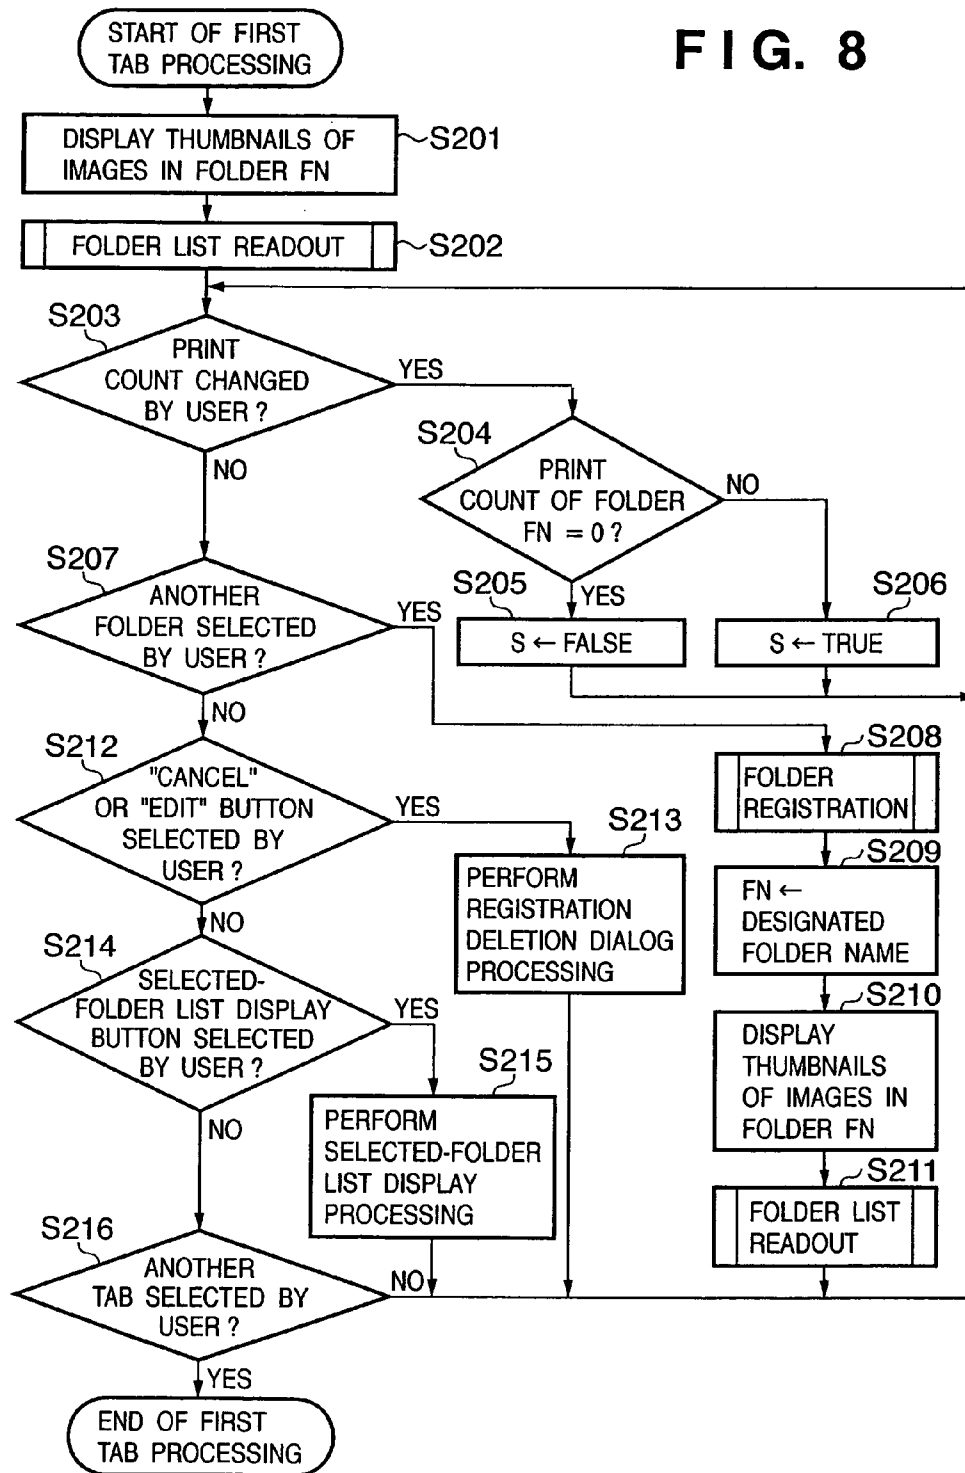 START OF FIRST
TAB PROCESSING
FIG. 8
DISPLAY THUMBNAILS OF
IMAGES IN FOLDER FN
S201
FOLDER LIST READOUT
S202
S203
PRINT
COUNT CHANGED
BY USER ?
YES
NO
S204
PRINT
COUNT OF FOLDER
FN = 0 ?
NO
YES
S205
S ← FALSE
S206
S ← TRUE
S207
ANOTHER
FOLDER SELECTED
BY USER ?
YES
NO
S208
FOLDER
REGISTRATION
S209
FN ←
DESIGNATED
FOLDER NAME
S210
DISPLAY
THUMBNAILS
OF IMAGES IN
FOLDER FN
S211
FOLDER LIST
READOUT
S212
"CANCEL"
OR "EDIT" BUTTON
SELECTED BY
USER ?
YES
NO
S213
PERFORM
REGISTRATION
DELETION DIALOG
PROCESSING
S214
SELECTED-
FOLDER LIST DISPLAY
BUTTON SELECTED
BY USER ?
YES
NO
S215
PERFORM
SELECTED-FOLDER
LIST DISPLAY
PROCESSING
S216
ANOTHER
TAB SELECTED BY
USER ?
NO
YES
END OF FIRST
TAB PROCESSING